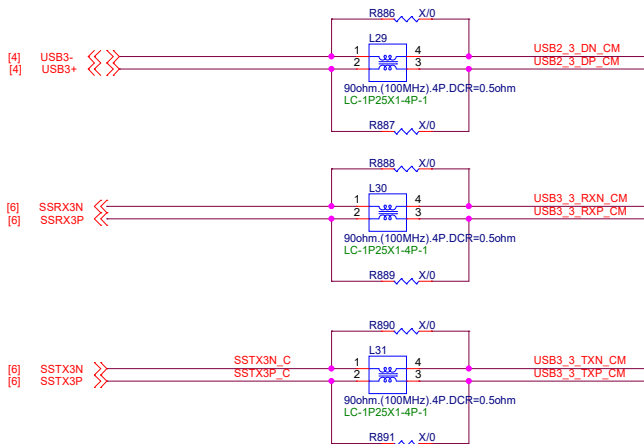 R886 X/0
L29
[4] USB3- 1 4 USB2_3_DN_CM
[4] USB3+ 2 3 USB2_3_DP_CM
90ohm.(100MHz).4P.DCR=0.5ohm
LC-1P25X1-4P-1
R887 X/0
R888 X/0
L30
[6] SSRX3N 1 4 USB3_3_RXN_CM
[6] SSRX3P 2 3 USB3_3_RXP_CM
90ohm.(100MHz).4P.DCR=0.5ohm
LC-1P25X1-4P-1
R889 X/0
R890 X/0
L31
[6] SSTX3N SSTX3N_C 1 4 USB3_3_TXN_CM
[6] SSTX3P SSTX3P_C 2 3 USB3_3_TXP_CM
90ohm.(100MHz).4P.DCR=0.5ohm
LC-1P25X1-4P-1
R891 X/0